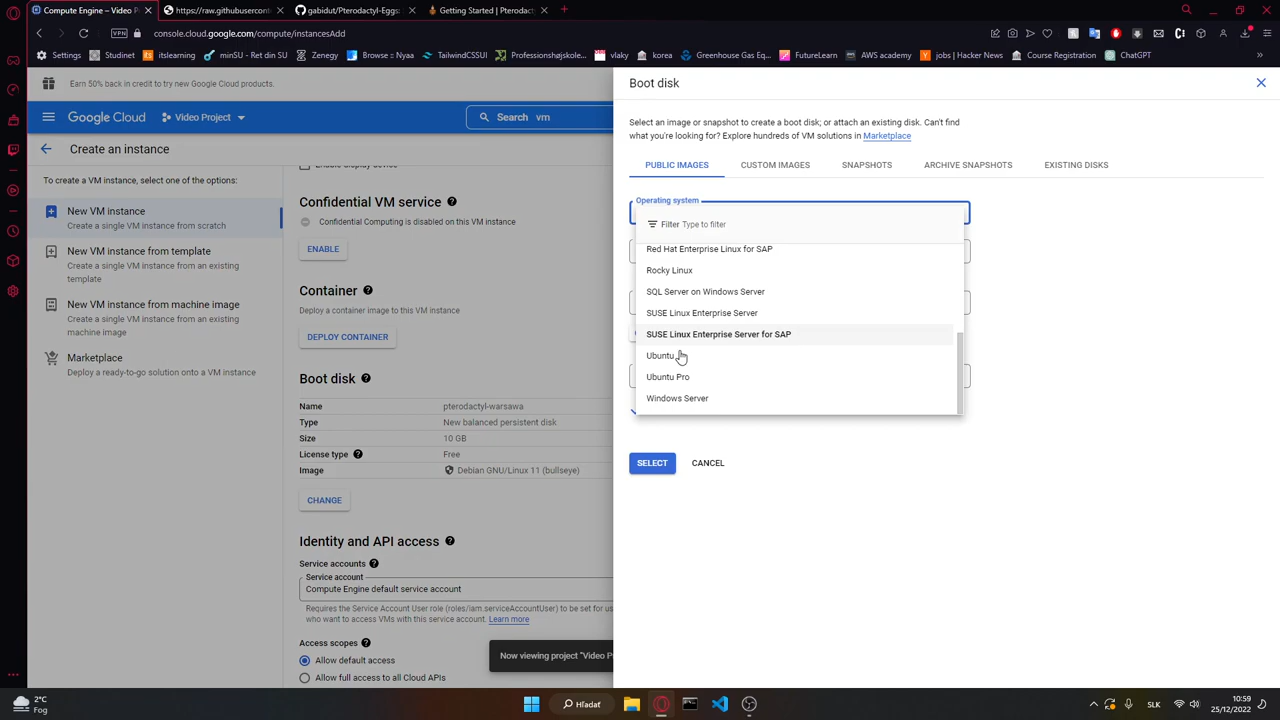 Compute Engine – Video P
https://raw.githubuserconte
gabidut/Pterodactyl-Eggs:
Getting Started | Pterodact
VPN
console.cloud.google.com/compute/instancesAdd
Settings
Studinet
itslearning
minSU - Ret din SU
Zenegy
Browse :: Nyaa
TailwindCSSUI
Professionshøjskole...
vlaky
korea
Greenhouse Gas Eq...
FutureLearn
AWS academy
jobs | Hacker News
Course Registration
ChatGPT
Earn 50% back in credit to try new Google Cloud products.
Google Cloud
Video Project
Search vm
Create an instance
To create a VM instance, select one of the options:
New VM instance
Create a single VM instance from scratch
New VM instance from template
Create a single VM instance from an existing
template
New VM instance from machine image
Create a single VM instance from an existing
machine image
Marketplace
Deploy a ready-to-go solution onto a VM instance
Enable display device
Confidential VM service
Confidential Computing is disabled on this VM instance
ENABLE
Container
Deploy a container image to this VM instance
DEPLOY CONTAINER
Boot disk
Name pterodactyl-warsawa
Type New balanced persistent disk
Size 10 GB
License type Free
Image Debian GNU/Linux 11 (bullseye)
CHANGE
Identity and API access
Service accounts
Service account
Compute Engine default service account
Requires the Service Account User role (roles/iam.serviceAccountUser) to be set for us
who want to access VMs with this service account. Learn more
Access scopes
Allow default access
Allow full access to all Cloud APIs
Now viewing project "Video P
Boot disk
Select an image or snapshot to create a boot disk; or attach an existing disk. Can't find
what you're looking for? Explore hundreds of VM solutions in Marketplace
PUBLIC IMAGES
CUSTOM IMAGES
SNAPSHOTS
ARCHIVE SNAPSHOTS
EXISTING DISKS
Operating system
Filter Type to filter
Red Hat Enterprise Linux for SAP
Rocky Linux
SQL Server on Windows Server
SUSE Linux Enterprise Server
SUSE Linux Enterprise Server for SAP
Ubuntu
Ubuntu Pro
Windows Server
SELECT
CANCEL
2°C
Fog
Hľadať
SLK
10:59
25/12/2022